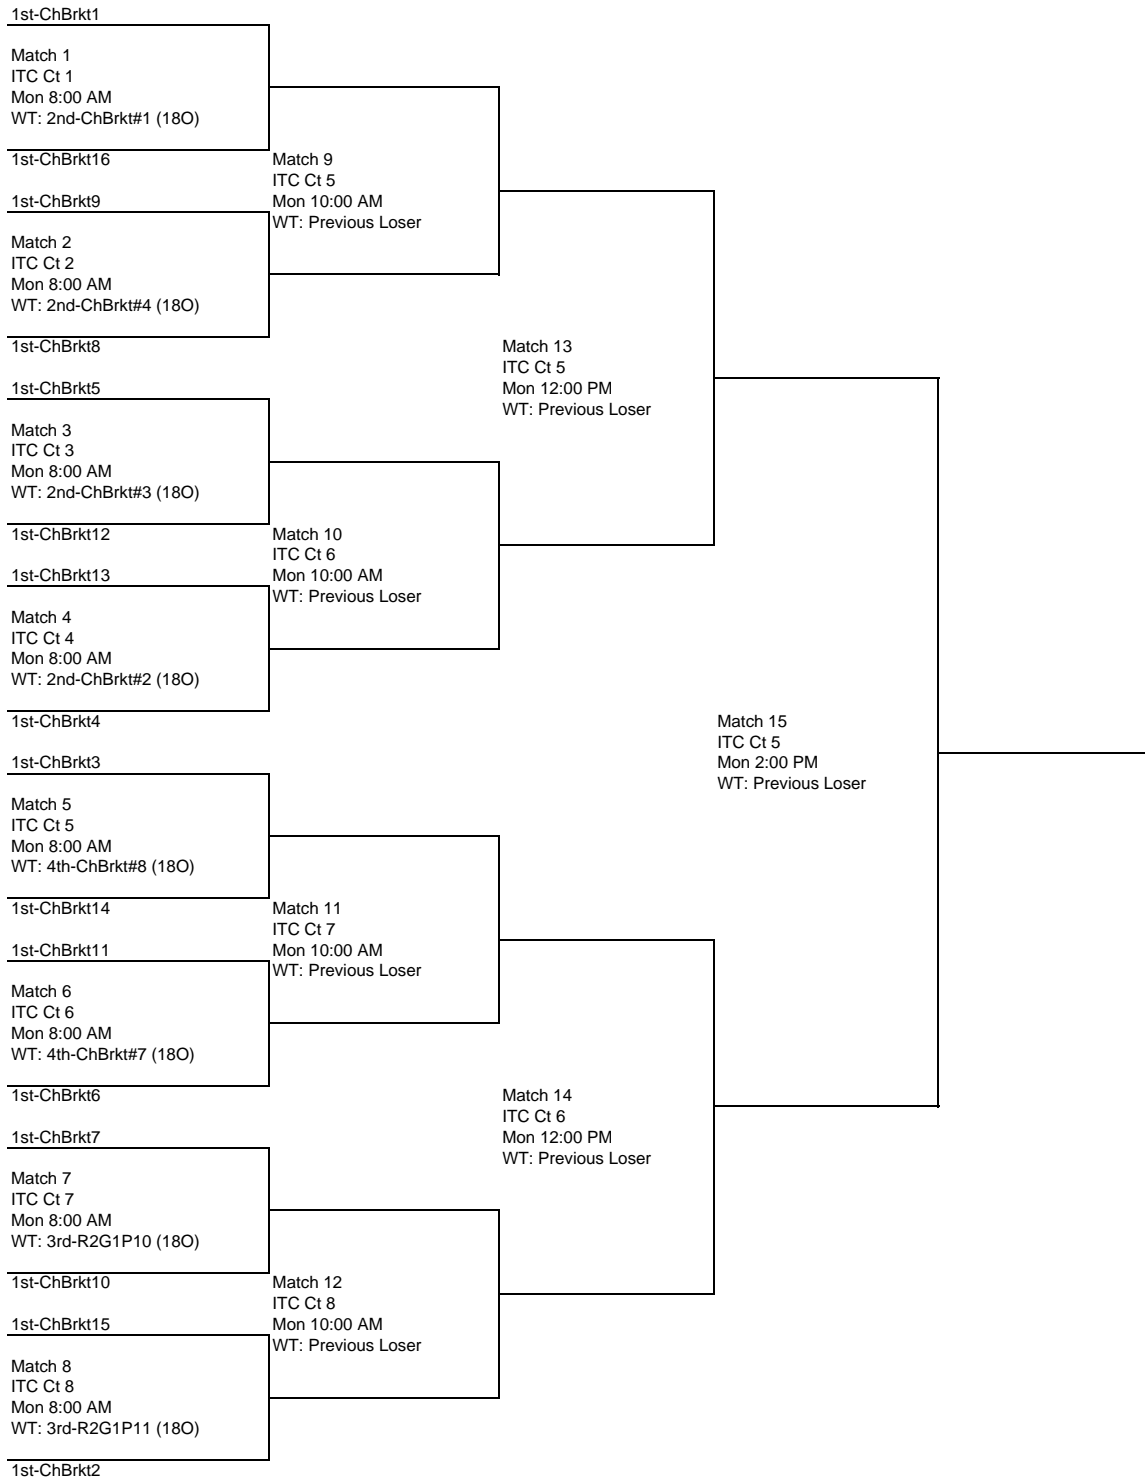 1st-ChBrkt1
Match 1
ITC Ct 1
Mon 8:00 AM
WT: 2nd-ChBrkt#1 (18O)
1st-ChBrkt16
1st-ChBrkt9
Match 2
ITC Ct 2
Mon 8:00 AM
WT: 2nd-ChBrkt#4 (18O)
1st-ChBrkt8
1st-ChBrkt5
Match 3
ITC Ct 3
Mon 8:00 AM
WT: 2nd-ChBrkt#3 (18O)
1st-ChBrkt12
1st-ChBrkt13
Match 4
ITC Ct 4
Mon 8:00 AM
WT: 2nd-ChBrkt#2 (18O)
1st-ChBrkt4
1st-ChBrkt3
Match 5
ITC Ct 5
Mon 8:00 AM
WT: 4th-ChBrkt#8 (18O)
1st-ChBrkt14
1st-ChBrkt11
Match 6
ITC Ct 6
Mon 8:00 AM
WT: 4th-ChBrkt#7 (18O)
1st-ChBrkt6
1st-ChBrkt7
Match 7
ITC Ct 7
Mon 8:00 AM
WT: 3rd-R2G1P10 (18O)
1st-ChBrkt10
1st-ChBrkt15
Match 8
ITC Ct 8
Mon 8:00 AM
WT: 3rd-R2G1P11 (18O)
1st-ChBrkt2
Match 9
ITC Ct 5
Mon 10:00 AM
WT: Previous Loser
Match 10
ITC Ct 6
Mon 10:00 AM
WT: Previous Loser
Match 11
ITC Ct 7
Mon 10:00 AM
WT: Previous Loser
Match 12
ITC Ct 8
Mon 10:00 AM
WT: Previous Loser
Match 13
ITC Ct 5
Mon 12:00 PM
WT: Previous Loser
Match 14
ITC Ct 6
Mon 12:00 PM
WT: Previous Loser
Match 15
ITC Ct 5
Mon 2:00 PM
WT: Previous Loser